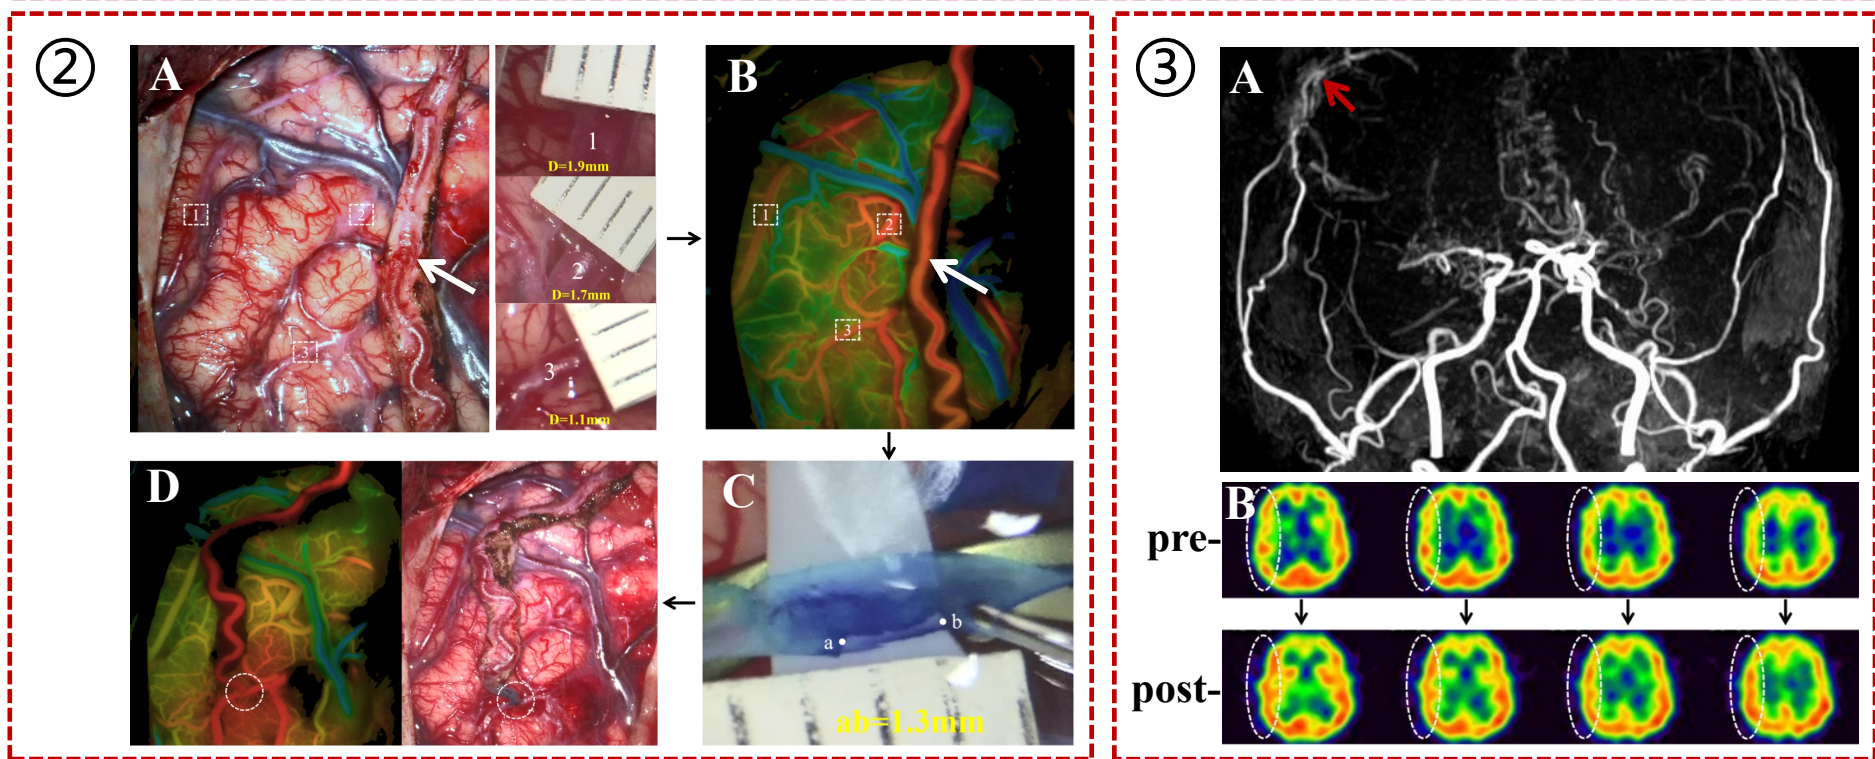 ②
A
1
2
3
1
D=1.9mm
2
D=1.7mm
3
D=1.1mm
B
1
2
3
D
C
a
b
ab=1.3mm
③
A
B
pre-
post-